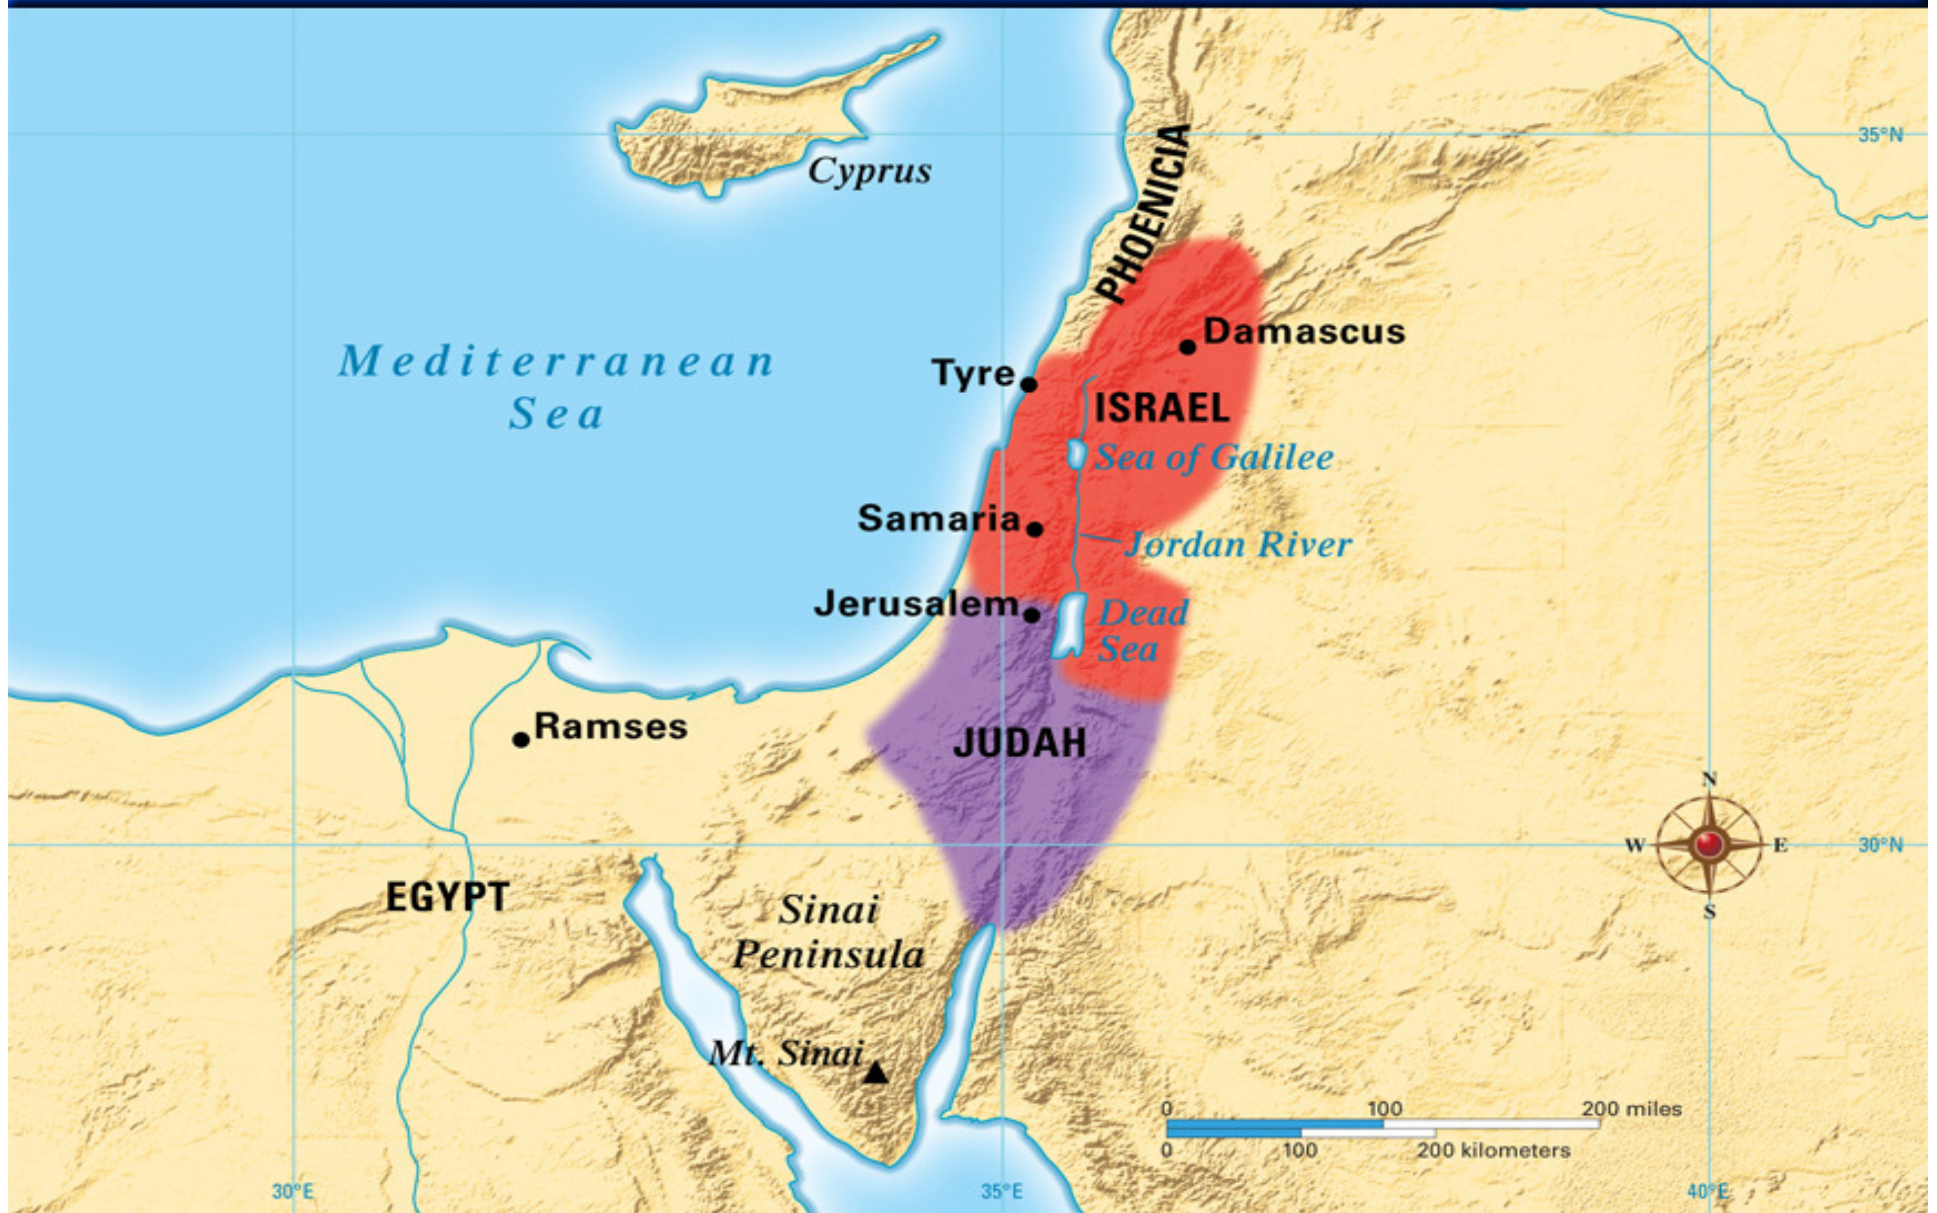 35°N
PHOENICIA
Cyprus
Mediterranean
Sea
Damascus
Tyre
ISRAEL
Sea of Galilee
Samaria
Jordan River
Jerusalem
Dead
Sea
Ramses
JUDAH
N
W
E
S
30°N
EGYPT
Sinai
Peninsula
Mt. Sinai
0
100
200 miles
0
100
200 kilometers
30°E
35°E
40°E